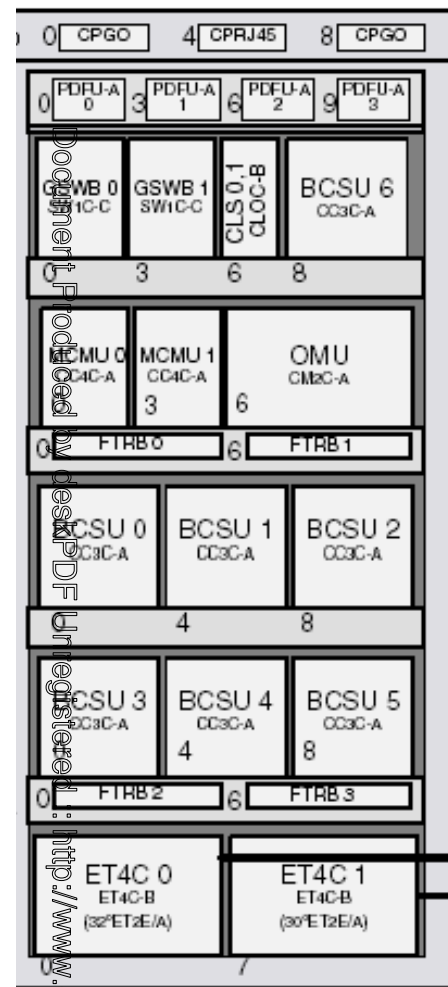 0 CPGO 4 CPRJ45 8 CPGO
0 PDFU-A 0 3 PDFU-A 1 6 PDFU-A 2 9 PDFU-A 3
GSWB 0 GSWB 1 CLS 0,1 BCSU 6
SW1C-C SW1C-C CLOC-B CC3C-A
0 3 6 8
MCMU 0 MCMU 1 OMU
CC4C-A CC4C-A CM2C-A
3 6
0 FTRB 0 6 FTRB 1
BCSU 0 BCSU 1 BCSU 2
CC3C-A CC3C-A CC3C-A
0 4 8
BCSU 3 BCSU 4 BCSU 5
CC3C-A CC3C-A CC3C-A
4 8
0 FTRB 2 6 FTRB 3
ET4C 0 ET4C 1
ET4C-B ET4C-B
(32*ET2E/A) (30*ET2E/A)
0 7
Document Produced by deskPDF Unregistered :: http://www.